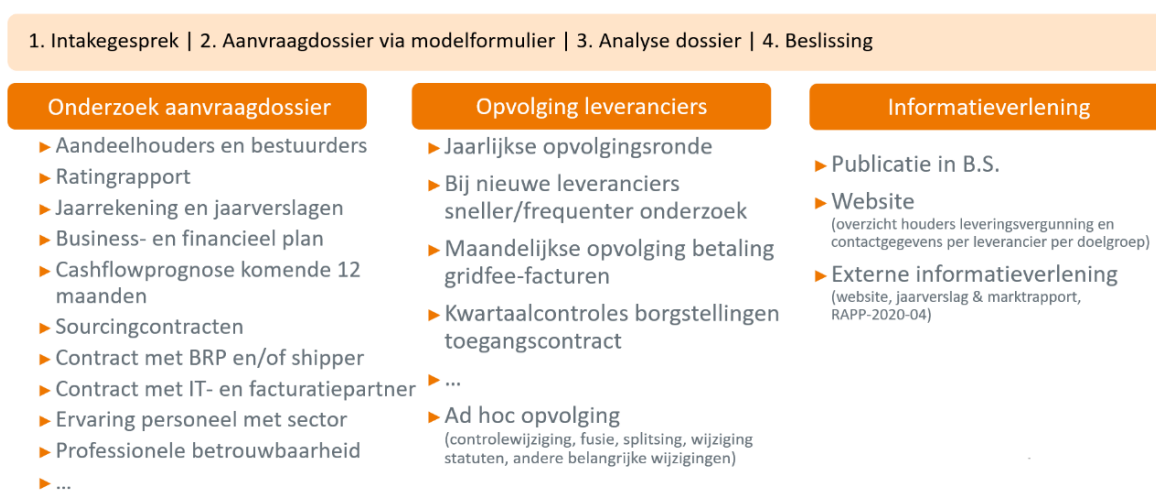 1. Intakegesprek | 2. Aanvraagdossier via modelformulier | 3. Analyse dossier | 4. Beslissing
Onderzoek aanvraagdossier
► Aandeelhouders en bestuurders
► Ratingrapport
► Jaarrekening en jaarverslagen
► Business- en financieel plan
► Cashflowprognose komende 12
maanden
► Sourcingcontracten
► Contract met BRP en/of shipper
► Contract met IT- en facturatiepartner
► Ervaring personeel met sector
► Professionele betrouwbaarheid
► ...
Opvolging leveranciers
► Jaarlijkse opvolgingsronde
► Bij nieuwe leveranciers
sneller/frequenter onderzoek
► Maandelijkse opvolging betaling
gridfee-facturen
► Kwartaalcontroles borgstellingen
toegangscontract
► ...
► Ad hoc opvolging
(controlewijziging, fusie, splitsing, wijziging
statuten, andere belangrijke wijzigingen)
Informatieverlening
► Publicatie in B.S.
► Website
(overzicht houders leveringsvergunning en
contactgegevens per leverancier per doelgroep)
► Externe informatieverlening
(website, jaarverslag & marktrapport,
RAPP-2020-04)